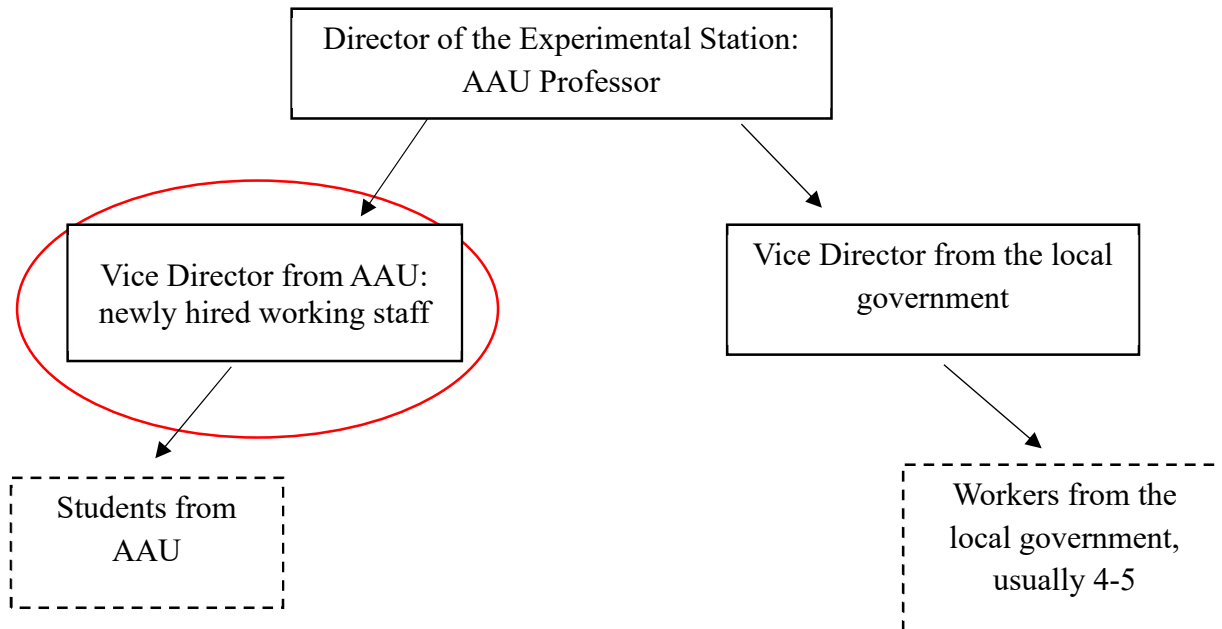 Director of the Experimental Station:
AAU Professor
Vice Director from AAU:
newly hired working staff
Vice Director from the local
government
Students from
AAU
Workers from the
local government,
usually 4-5